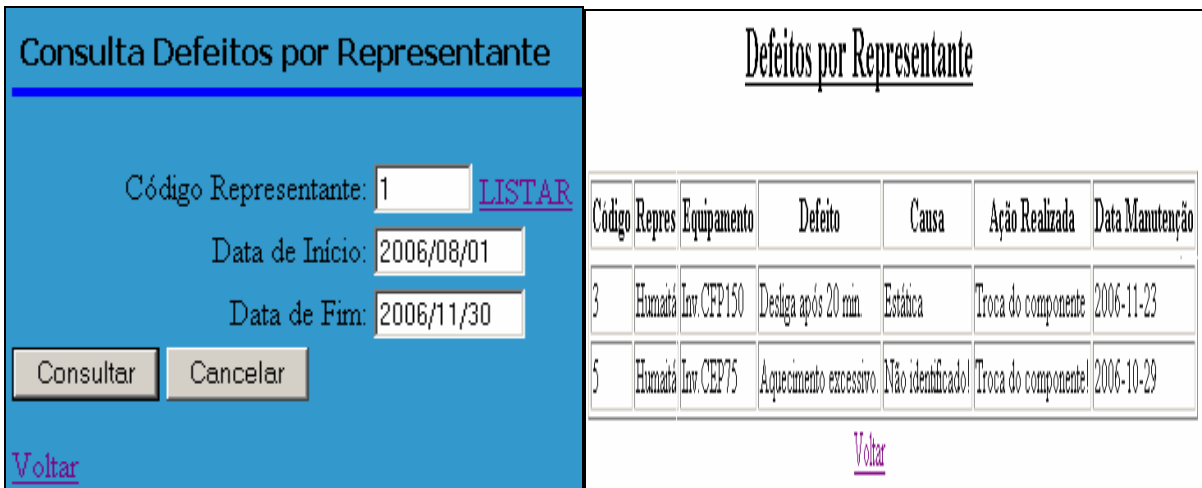 Consulta Defeitos por Representante
Código Representante: 1 LISTAR
Data de Início: 2006/08/01
Data de Fim: 2006/11/30
Consultar Cancelar
Voltar
Defeitos por Representante
Código Repres Equipamento Defeito Causa Ação Realizada Data Manutenção
3 Humaitá Inv.CFP150 Desliga após 20 min. Estática Troca do componente 2006-11-23
5 Humaitá Inv.CEP75 Aquecimento excessivo. Não identificado! Troca do componente! 2006-10-29
Voltar